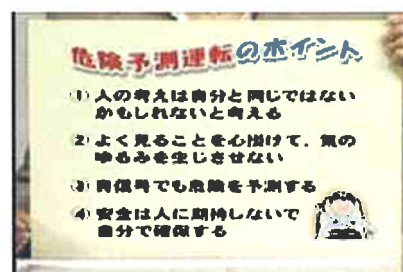 危険予測運転のポイント
① 人の考えは自分と同じではない
かもしれないと考える
② よく見ることを心掛けて、気の
ゆるみを生じさせない
③ 青信号でも危険を予測する
④ 安全は人に期待しないで
自分で確保する